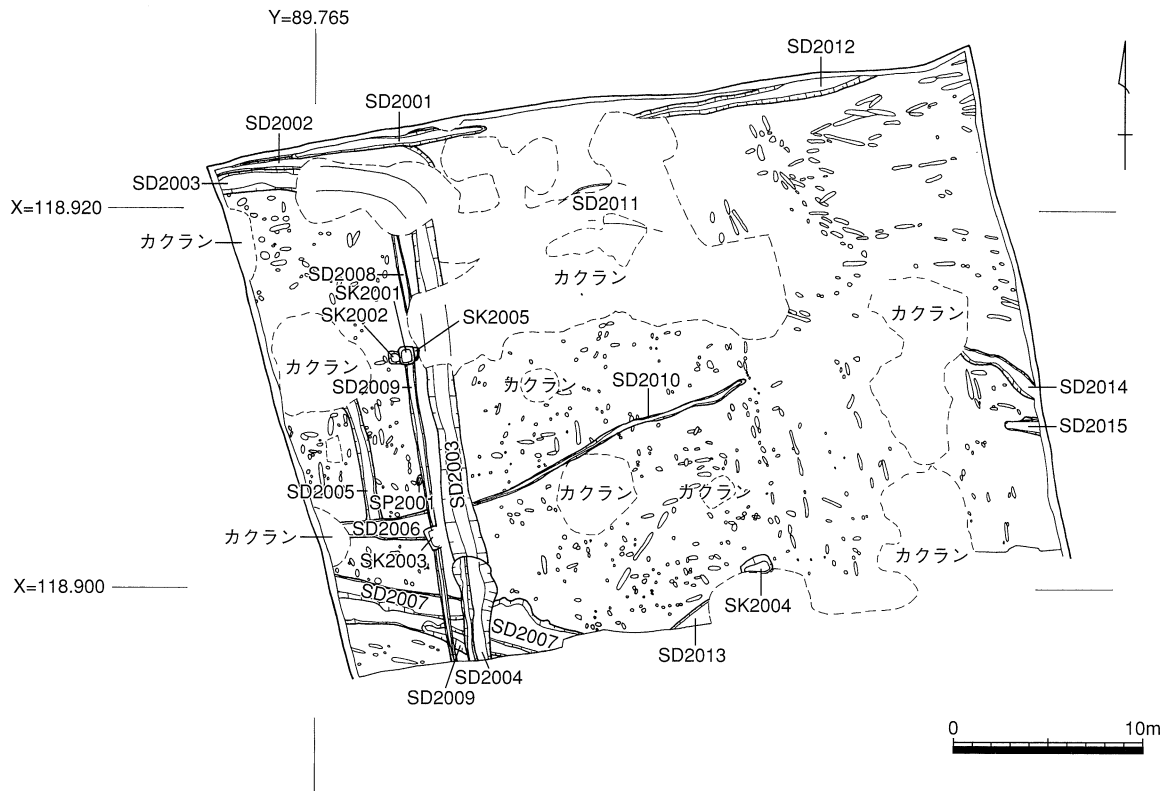 Y=89.765
SD2012
SD2001
SD2002
SD2003
X=118.920
SD2011
カクラン
カクラン
SD2008
SK2001
SK2002
SK2005
カクラン
カクラン
SD2009
カクラン
SD2010
SD2014
SD2015
SD2003
SD2005
SP2001
カクラン
カクラン
SD2006
カクラン
カクラン
SK2003
X=118.900
SD2007
SK2004
SD2007
SD2013
SD2004
SD2009
0
10m